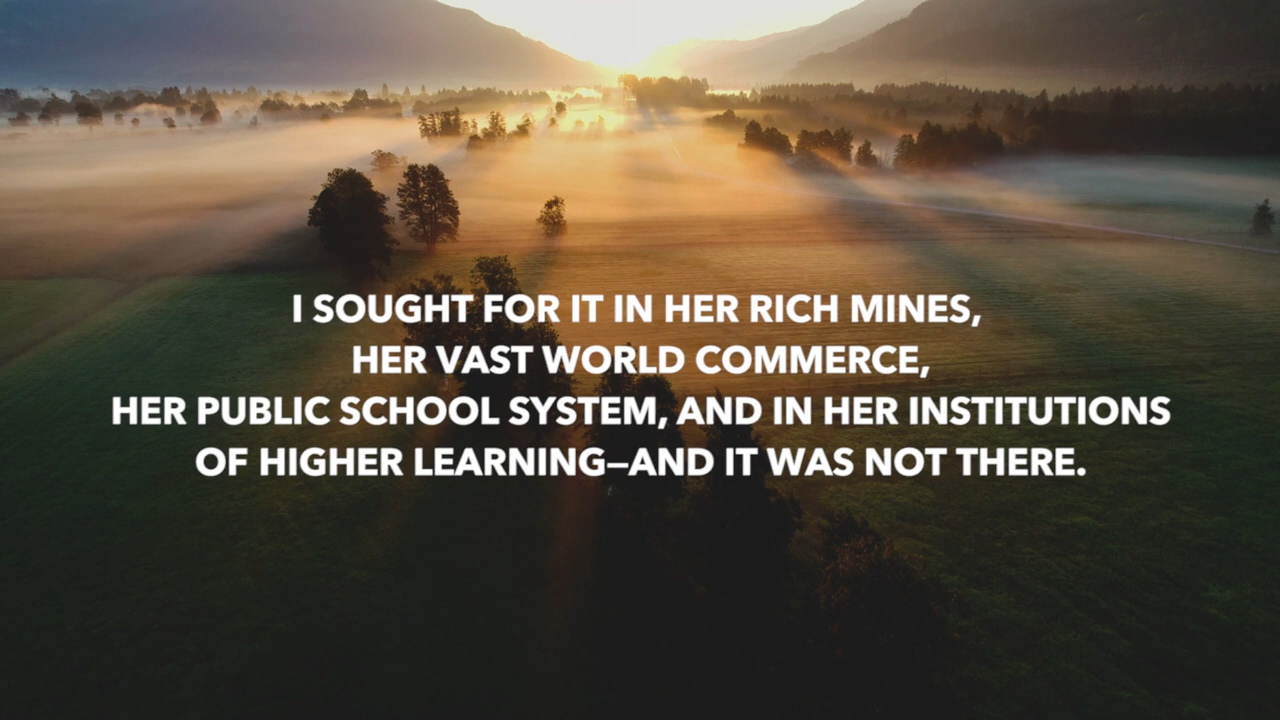 I SOUGHT FOR IT IN HER RICH MINES,
HER VAST WORLD COMMERCE,
HER PUBLIC SCHOOL SYSTEM, AND IN HER INSTITUTIONS
OF HIGHER LEARNING–AND IT WAS NOT THERE.